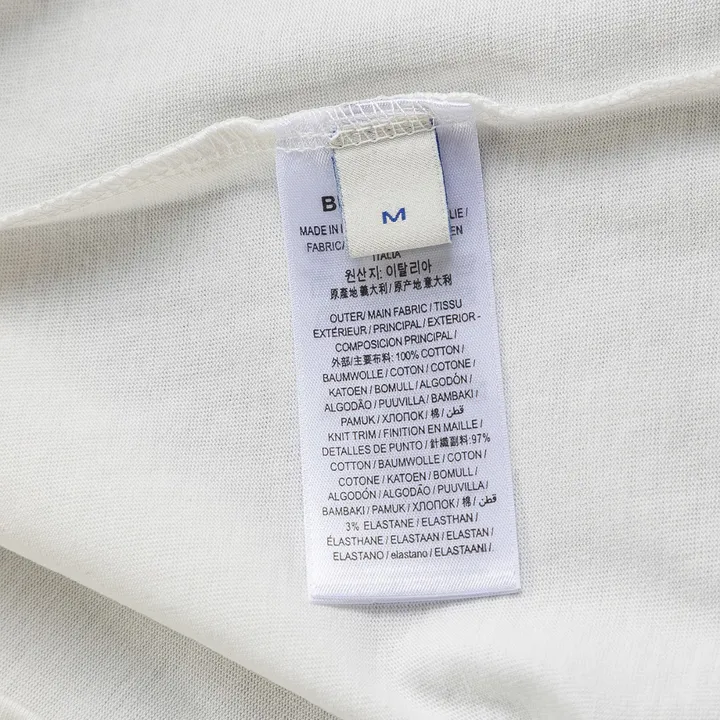 M
MADE IN
LIE /
FABRIC
EN
ITALIA
원산지: 이탈리아
原產地 義大利 / 原产地 意大利
OUTER/ MAIN FABRIC / TISSU
EXTÉRIEUR / PRINCIPAL / EXTERIOR -
COMPOSICION PRINCIPAL /
外部/主要布料: 100% COTTON /
BAUMWOLLE / COTON / COTONE /
KATOEN / BOMULL / ALGODÓN /
ALGODÃO / PUUVILLA / BAMBAKI /
PAMUK / ХЛОПОК / 棉 / قطن /
KNIT TRIM / FINITION EN MAILLE /
DETALLES DE PUNTO / 針織副料: 97%
COTTON / BAUMWOLLE / COTON /
COTONE / KATOEN / BOMULL /
ALGODÓN / ALGODÃO / PUUVILLA /
BAMBAKI / PAMUK / ХЛОПОК / 棉 / قطن /
3% ELASTANE / ELASTHAN /
ÉLASTHANE / ELASTAAN / ELASTAN /
ELASTANO / elastano / ELASTAANI /